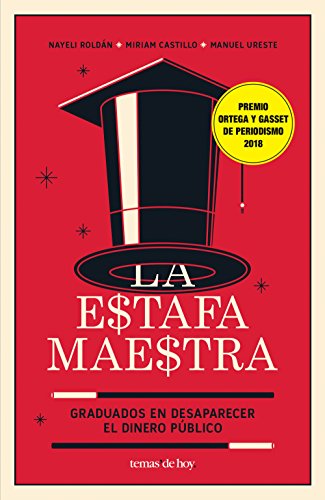 NAYELI ROLDÁN ★ MIRIAM CASTILLO ★ MANUEL URESTE
PREMIO
ORTEGA Y GASSET
DE PERIODISMO
2018
LA
E$TAFA
MAE$TRA
GRADUADOS EN DESAPARECER
EL DINERO PÚBLICO
temas de hoy